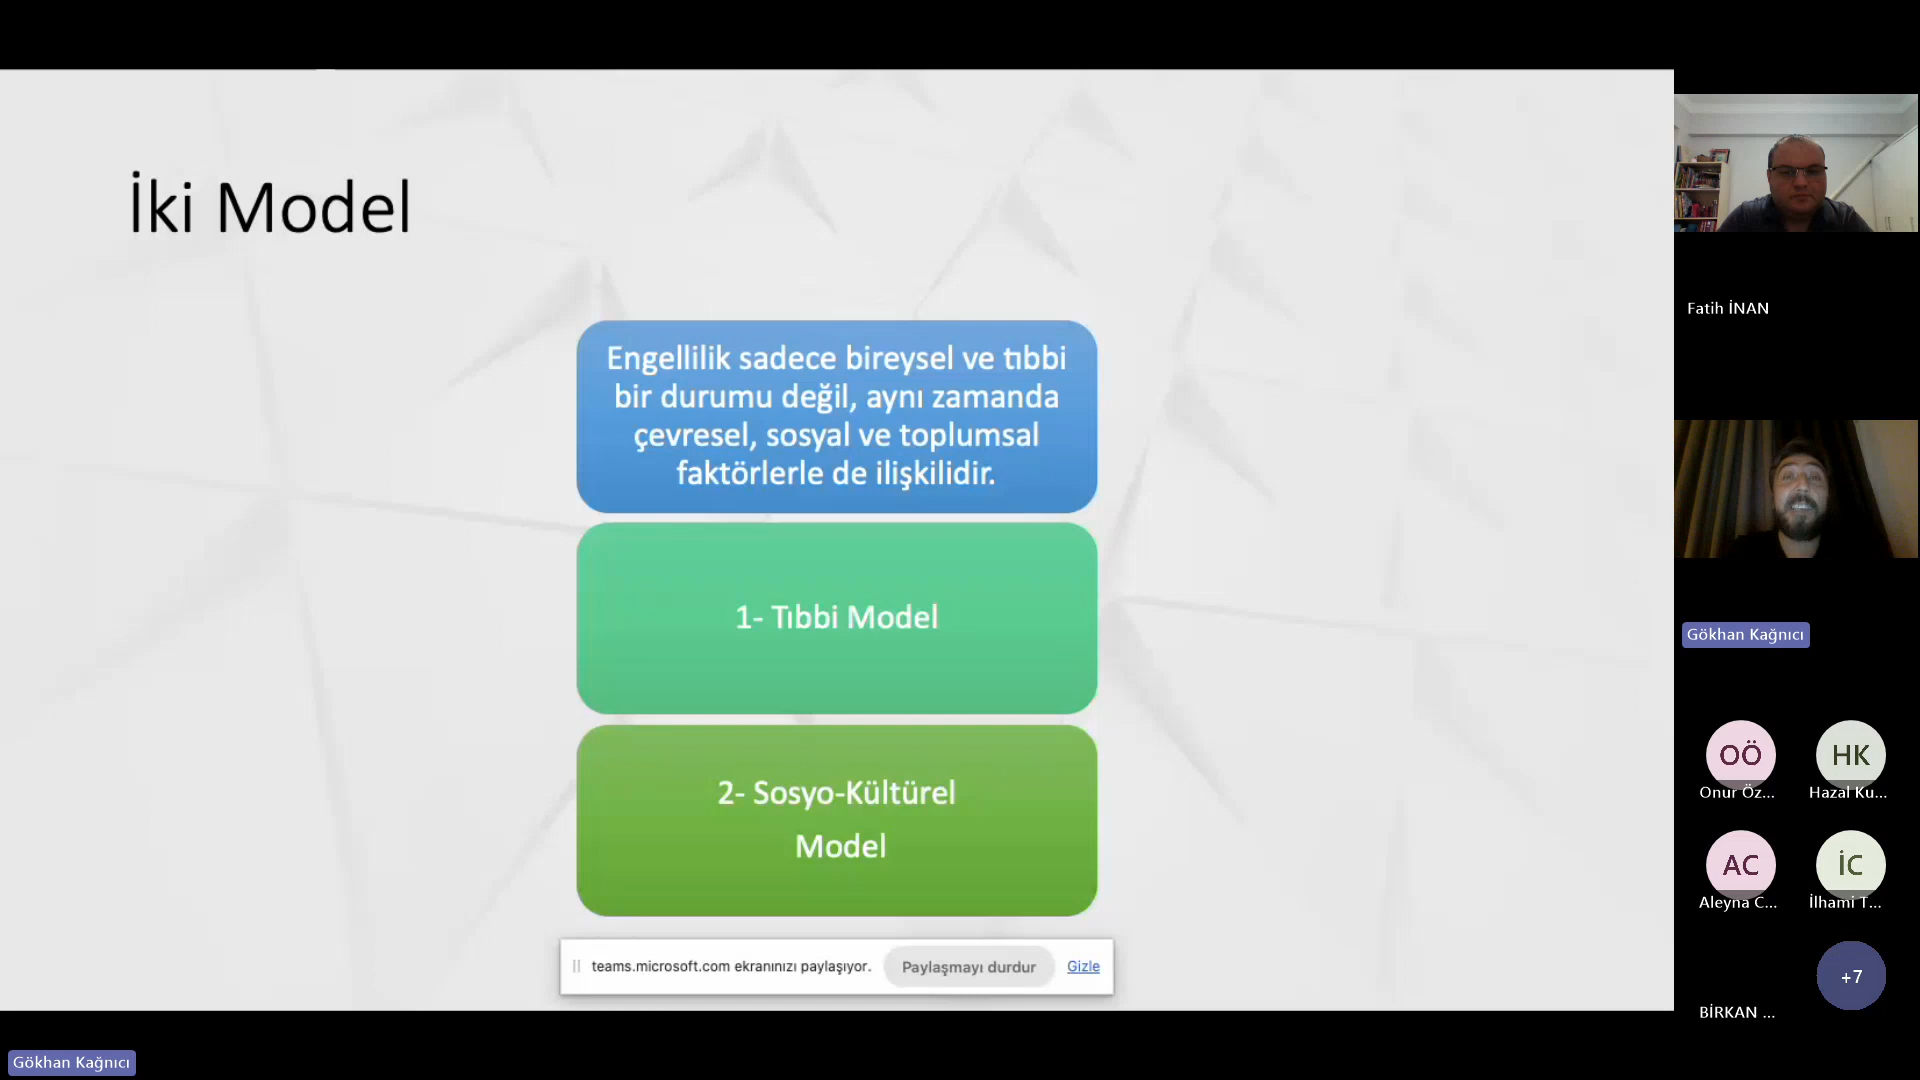 İki Model
Engellilik sadece bireysel ve tıbbi
bir durumu değil, aynı zamanda
çevresel, sosyal ve toplumsal
faktörlerle de ilişkilidir.
1- Tıbbi Model
2- Sosyo-Kültürel
Model
teams.microsoft.com ekranınızı paylaşıyor.
Paylaşmayı durdur
Gizle
Gökhan Kağnıcı
Fatih İNAN
Gökhan Kağnıcı
OÖ
Onur Öz...
HK
Hazal Ku...
AC
Aleyna C...
İC
İlhami T...
BİRKAN ...
+7